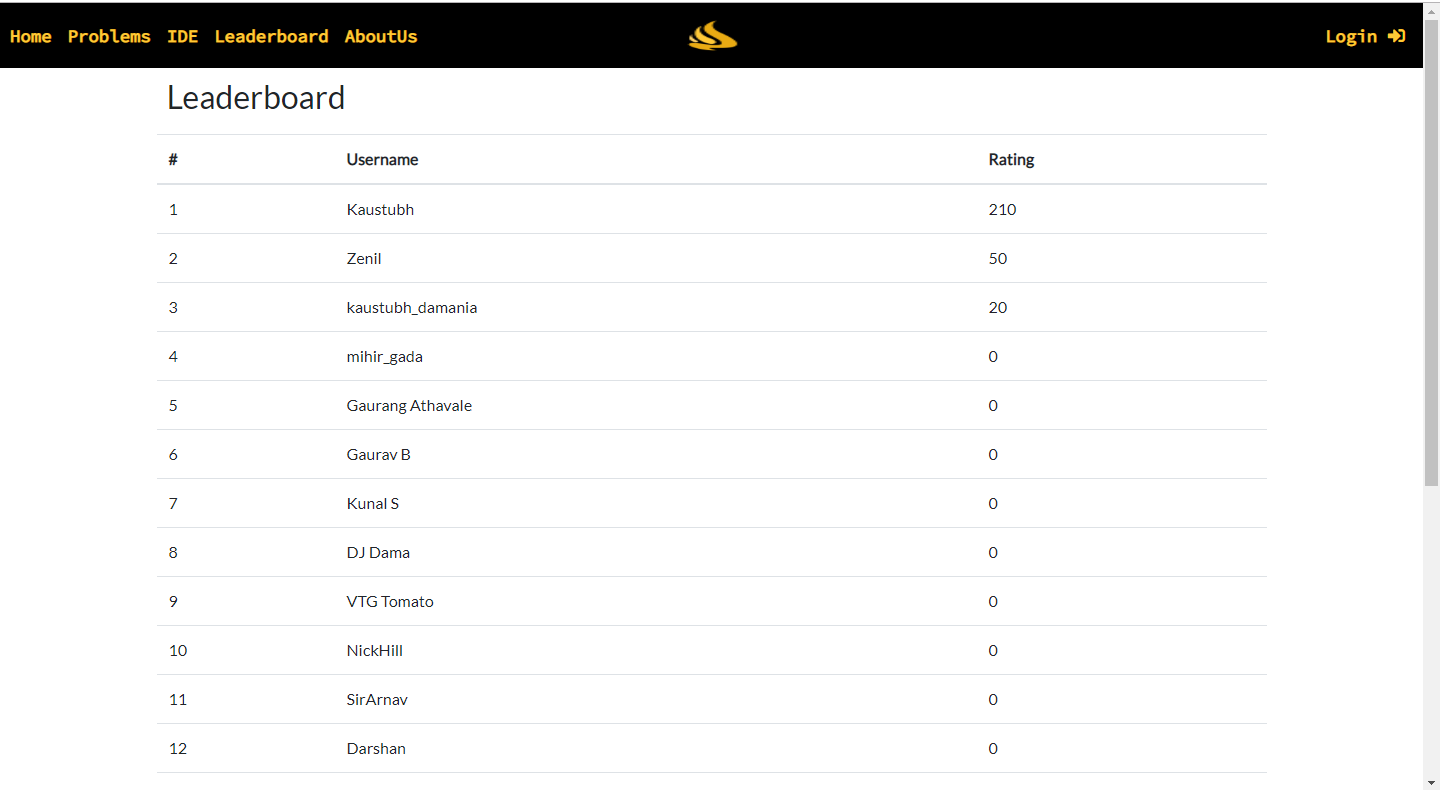 Home Problems IDE Leaderboard AboutUs Login
Leaderboard
# Username Rating
1 Kaustubh 210
2 Zenil 50
3 kaustubh_damania 20
4 mihir_gada 0
5 Gaurang Athavale 0
6 Gaurav B 0
7 Kunal S 0
8 DJ Dama 0
9 VTG Tomato 0
10 NickHill 0
11 SirArnav 0
12 Darshan 0